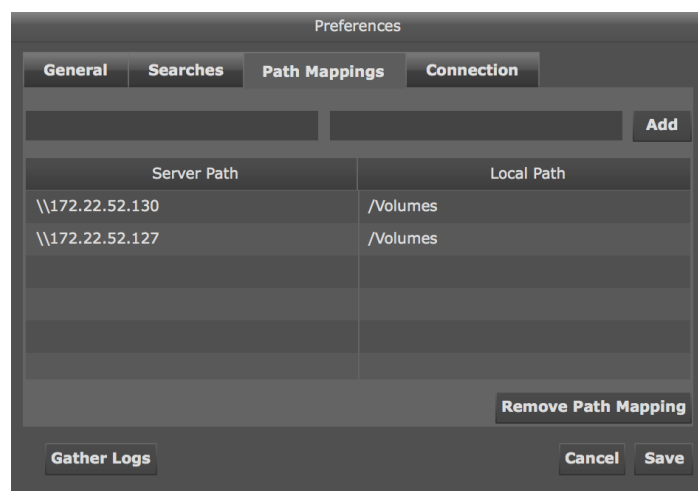 Preferences
General Searches Path Mappings Connection
Add
Server Path Local Path
\\172.22.52.130 /Volumes
\\172.22.52.127 /Volumes
Remove Path Mapping
Gather Logs Cancel Save